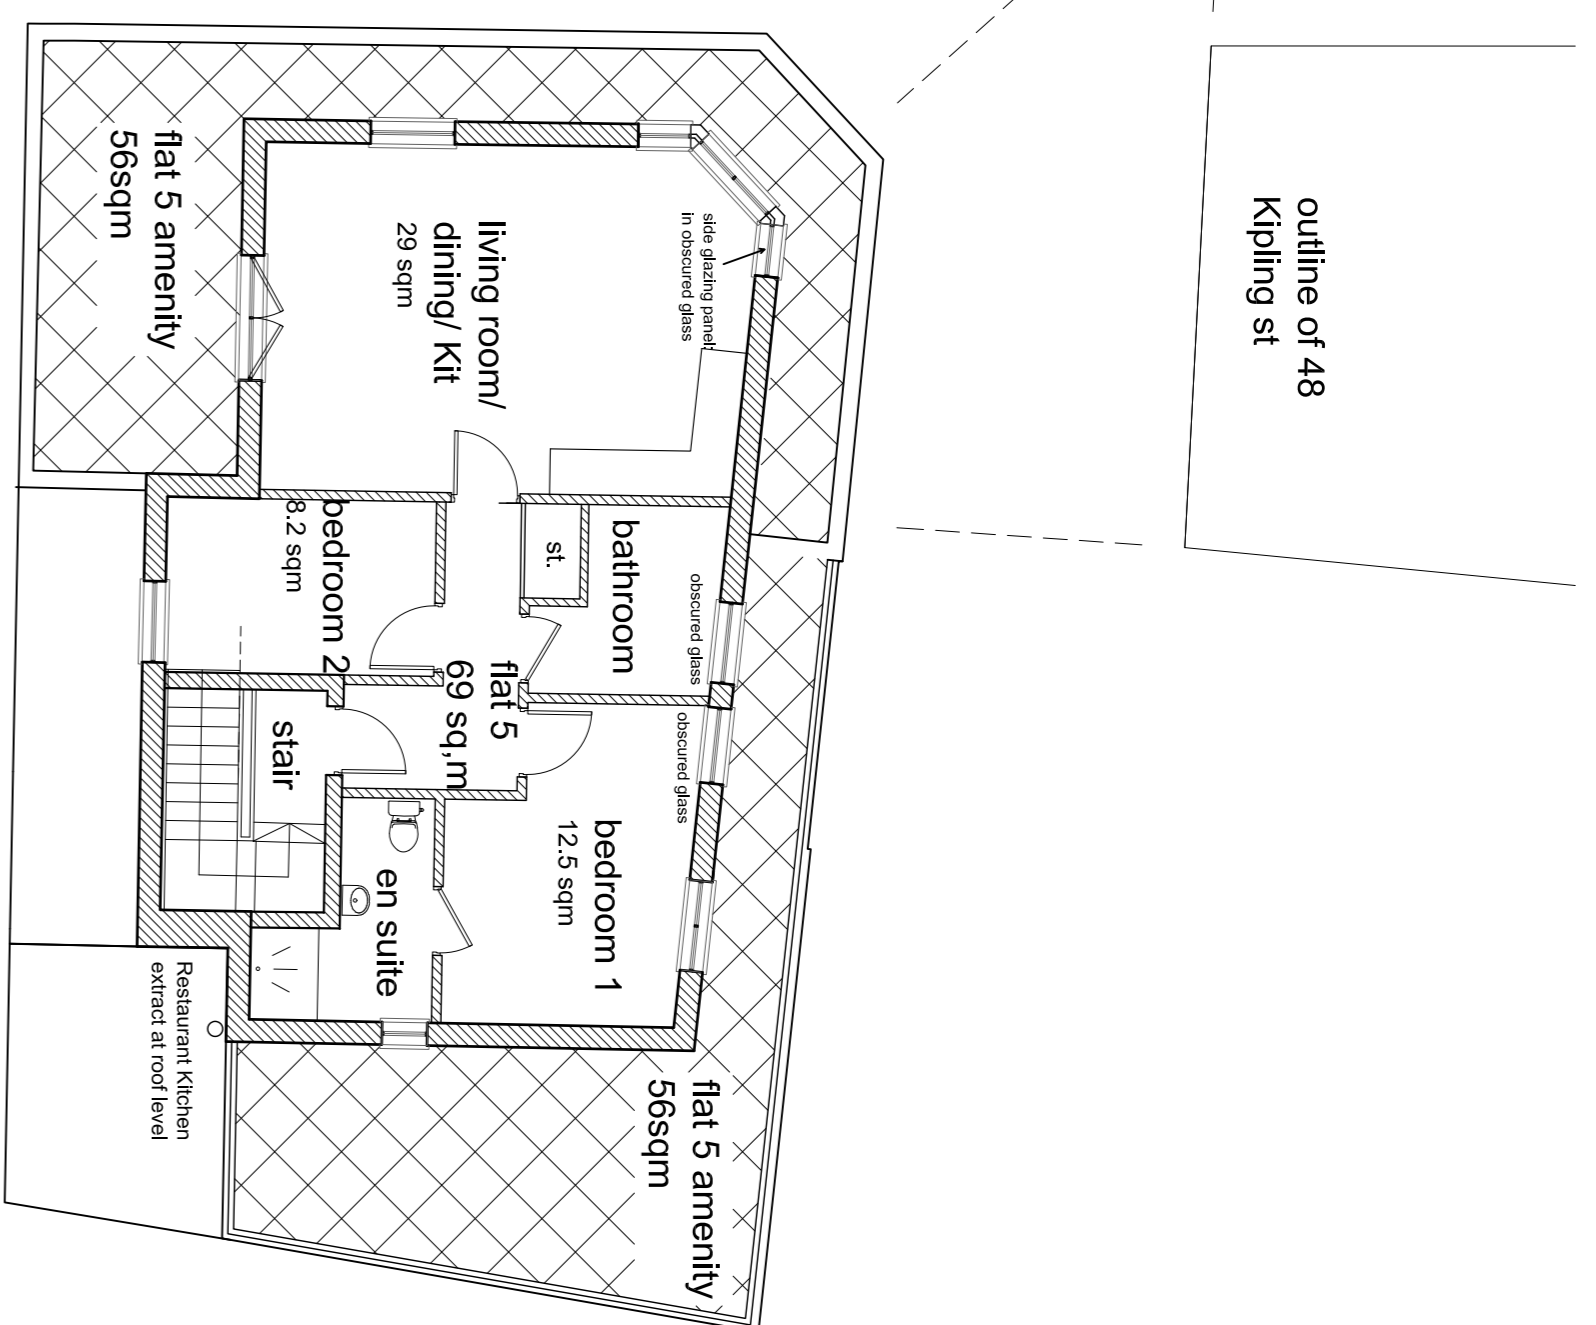 outline of 48
Kipling st
side glazing panel:
in obscured glass
living room/
dining/ Kit
29 sqm
flat 5 amenity
56sqm
bathroom
st.
obscured glass
bedroom 2
8.2 sqm
flat 5
69 sq,m
obscured glass
stair
bedroom 1
12.5 sqm
en suite
Restaurant Kitchen
extract at roof level
flat 5 amenity
56sqm